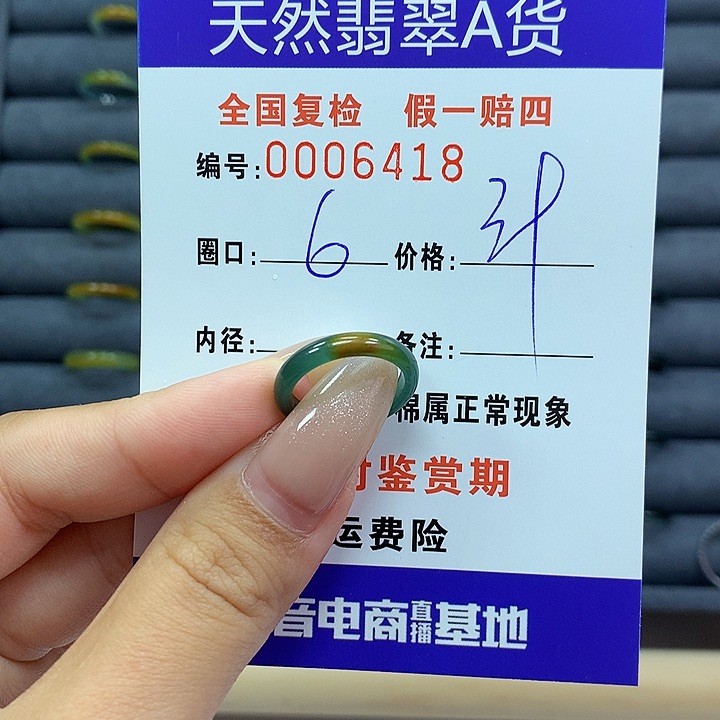 天然翡翠A货
全国复检 假一赔四
编号:0006418
圈口: 6 价格:
内径: 备注:
棉属正常现象
鉴赏期
运费险
音电商直播基地